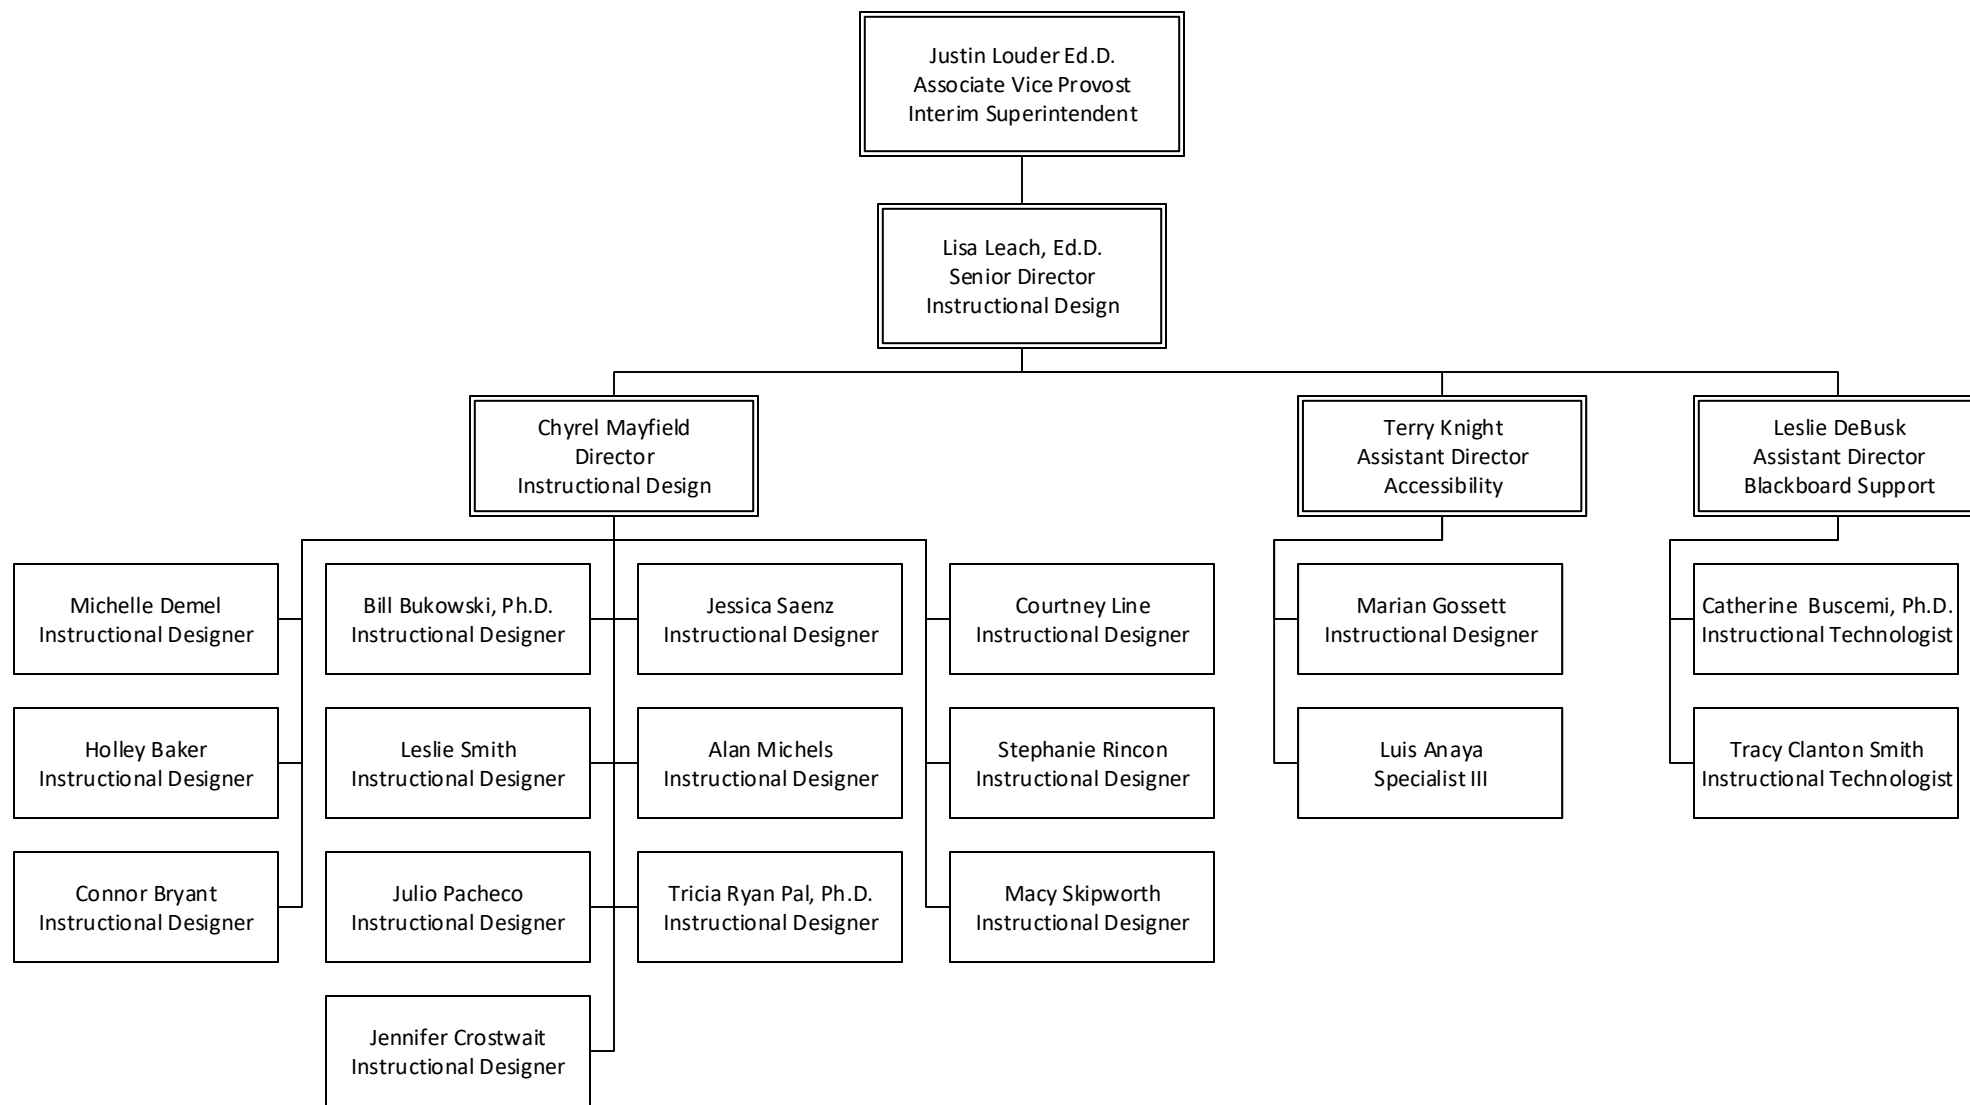 Justin Louder Ed.D.
Associate Vice Provost
Interim Superintendent
Lisa Leach, Ed.D.
Senior Director
Instructional Design
Chyrel Mayfield
Director
Instructional Design
Terry Knight
Assistant Director
Accessibility
Leslie DeBusk
Assistant Director
Blackboard Support
Michelle Demel
Instructional Designer
Bill Bukowski, Ph.D.
Instructional Designer
Jessica Saenz
Instructional Designer
Courtney Line
Instructional Designer
Marian Gossett
Instructional Designer
Catherine Buscemi, Ph.D.
Instructional Technologist
Holley Baker
Instructional Designer
Leslie Smith
Instructional Designer
Alan Michels
Instructional Designer
Stephanie Rincon
Instructional Designer
Luis Anaya
Specialist III
Tracy Clanton Smith
Instructional Technologist
Connor Bryant
Instructional Designer
Julio Pacheco
Instructional Designer
Tricia Ryan Pal, Ph.D.
Instructional Designer
Macy Skipworth
Instructional Designer
Jennifer Crostwait
Instructional Designer